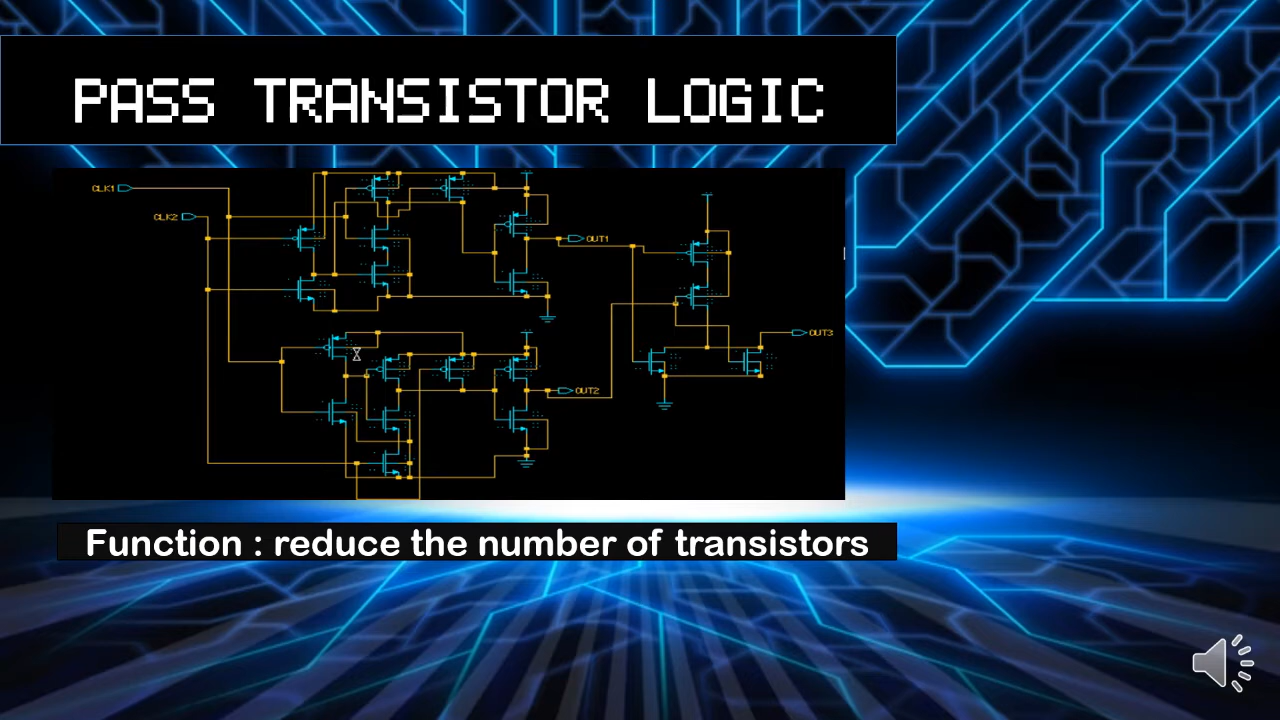 PASS TRANSISTOR LOGIC
CLK1
CLK2
OUT1
OUT3
OUT2
Function : reduce the number of transistors